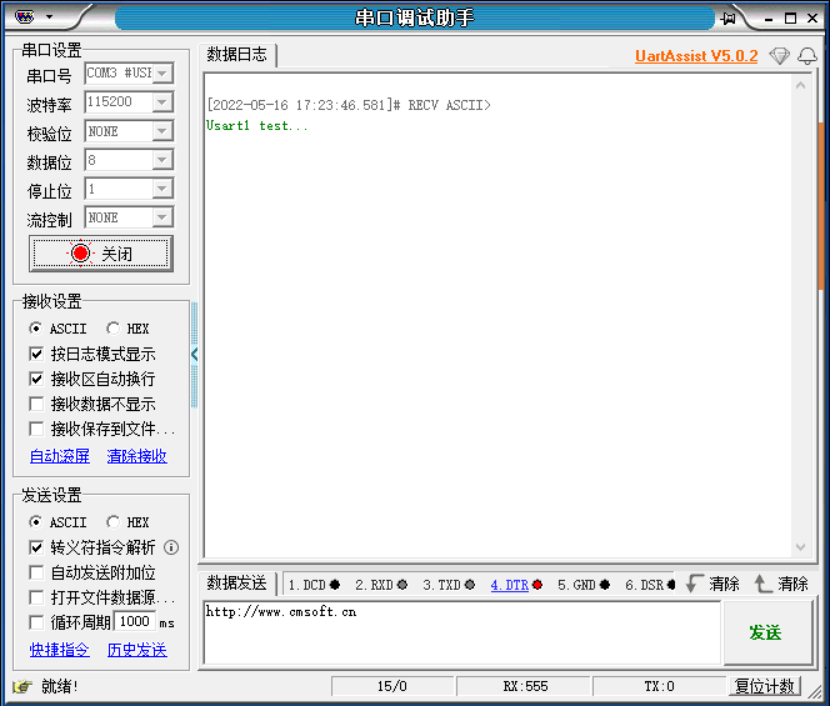 串口调试助手
串口设置
串口号 COM3 #USE
波特率 115200
校验位 NONE
数据位 8
停止位 1
流控制 NONE
关闭
接收设置
ASCII HEX
按日志模式显示
接收区自动换行
接收数据不显示
接收保存到文件...
自动滚屏 清除接收
发送设置
ASCII HEX
转义符指令解析
自动发送附加位
打开文件数据源...
循环周期 1000 ms
快捷指令 历史发送
数据日志 UartAssist V5.0.2
[2022-05-16 17:23:46.581]# RECV ASCII>
Usart1 test...
数据发送 1.DCD 2.RXD 3.TXD 4.DTR 5.GND 6.DSR 清除 清除
http://www.cmsoft.cn
发送
就绪! 15/0 RX:555 TX:0 复位计数